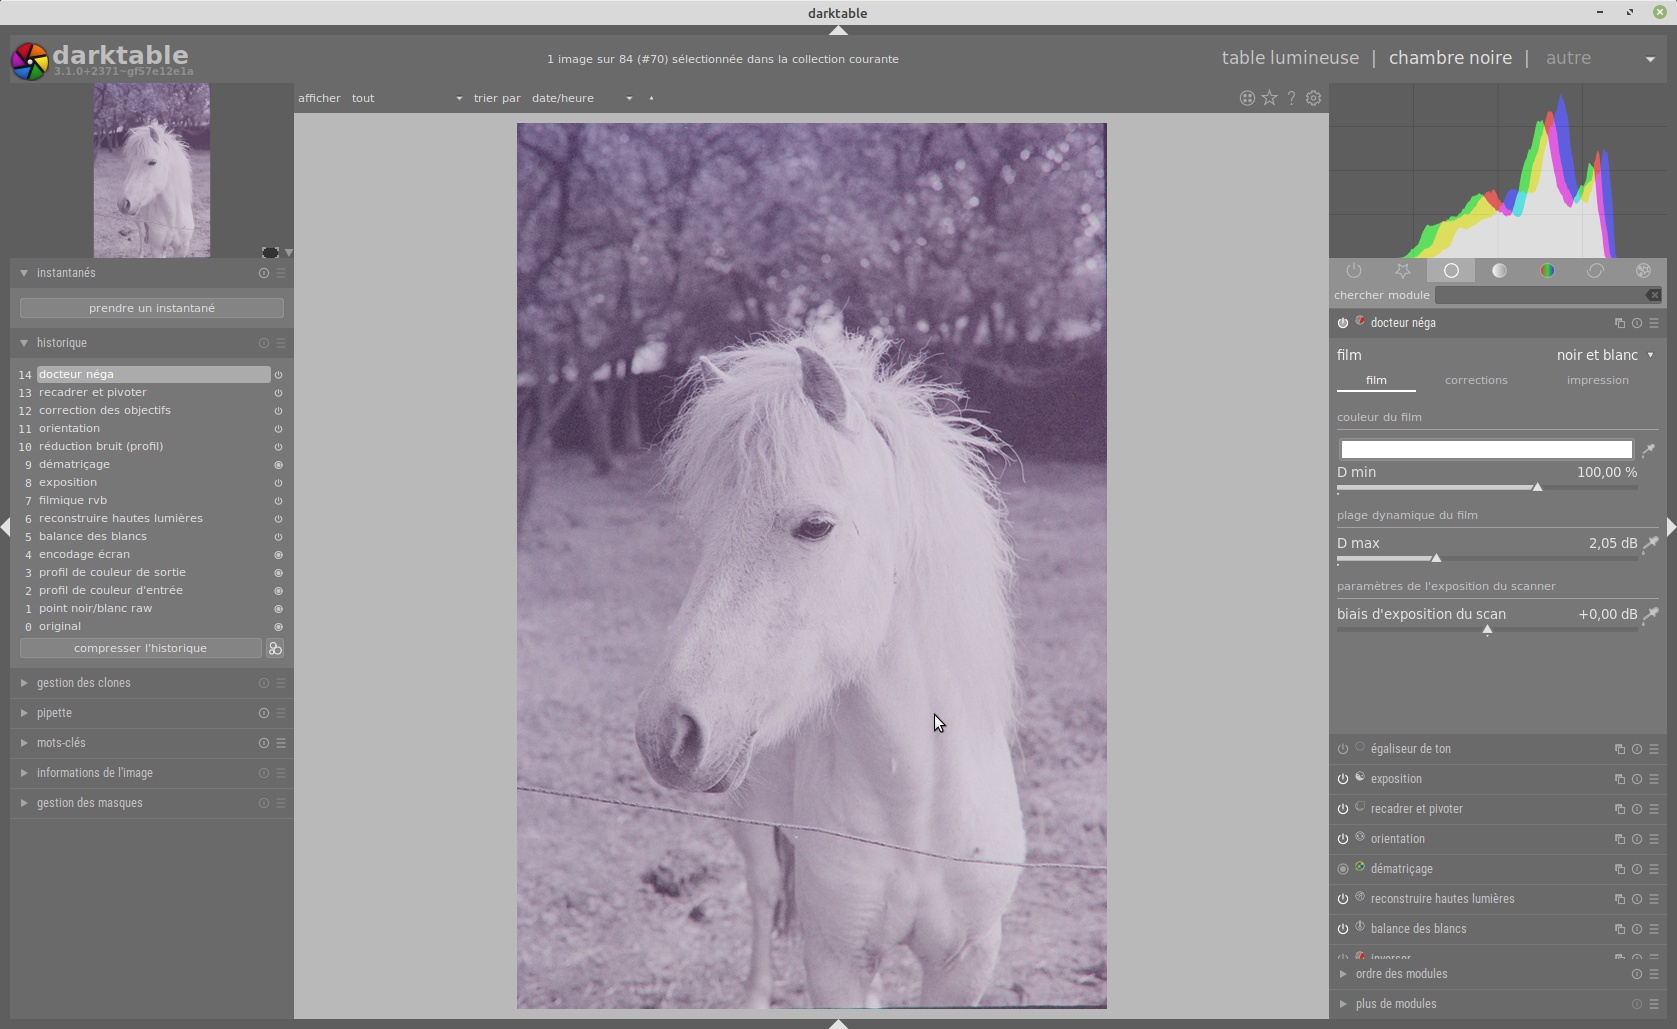 darktable
darktable
3.1.0+2371~gf57e12e1a
1 image sur 84 (#70) sélectionnée dans la collection courante
table lumineuse | chambre noire | autre
afficher tout trier par date/heure
?
instantanés
prendre un instantané
historique
14 docteur néga
13 recadrer et pivoter
12 correction des objectifs
11 orientation
10 réduction bruit (profil)
9 dématriçage
8 exposition
7 filmique rvb
6 reconstruire hautes lumières
5 balance des blancs
4 encodage écran
3 profil de couleur de sortie
2 profil de couleur d'entrée
1 point noir/blanc raw
0 original
compresser l'historique
gestion des clones
pipette
mots-clés
informations de l'image
gestion des masques
chercher module
docteur néga
film noir et blanc
film corrections impression
couleur du film
D min 100,00 %
plage dynamique du film
D max 2,05 dB
paramètres de l'exposition du scanner
biais d'exposition du scan +0,00 dB
égaliseur de ton
exposition
recadrer et pivoter
orientation
dématriçage
reconstruire hautes lumières
balance des blancs
inverser
ordre des modules
plus de modules